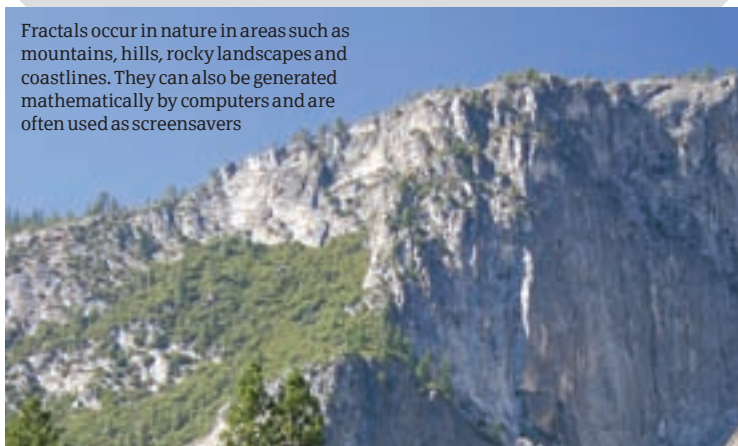 Fractals occur in nature in areas such as
mountains, hills, rocky landscapes and
coastlines. They can also be generated
mathematically by computers and are
often used as screensavers